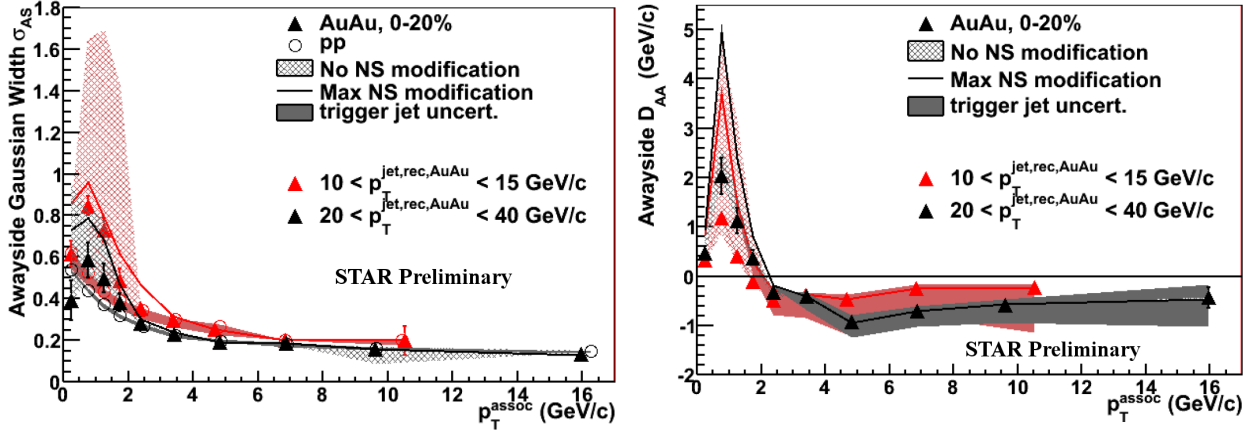 Awayside Gaussian Width σ_AS
1.8
1.6
1.4
1.2
1
0.8
0.6
0.4
0.2
0
AuAu, 0-20%
pp
No NS modification
Max NS modification
trigger jet uncert.
10 < p_T^jet,rec,AuAu < 15 GeV/c
20 < p_T^jet,rec,AuAu < 40 GeV/c
STAR Preliminary
0 2 4 6 8 10 12 14 16
p_T^assoc (GeV/c)
Awayside D_AA (GeV/c)
5
4
3
2
1
0
-1
-2
AuAu, 0-20%
No NS modification
Max NS modification
trigger jet uncert.
10 < p_T^jet,rec,AuAu < 15 GeV/c
20 < p_T^jet,rec,AuAu < 40 GeV/c
STAR Preliminary
0 2 4 6 8 10 12 14 16
p_T^assoc (GeV/c)